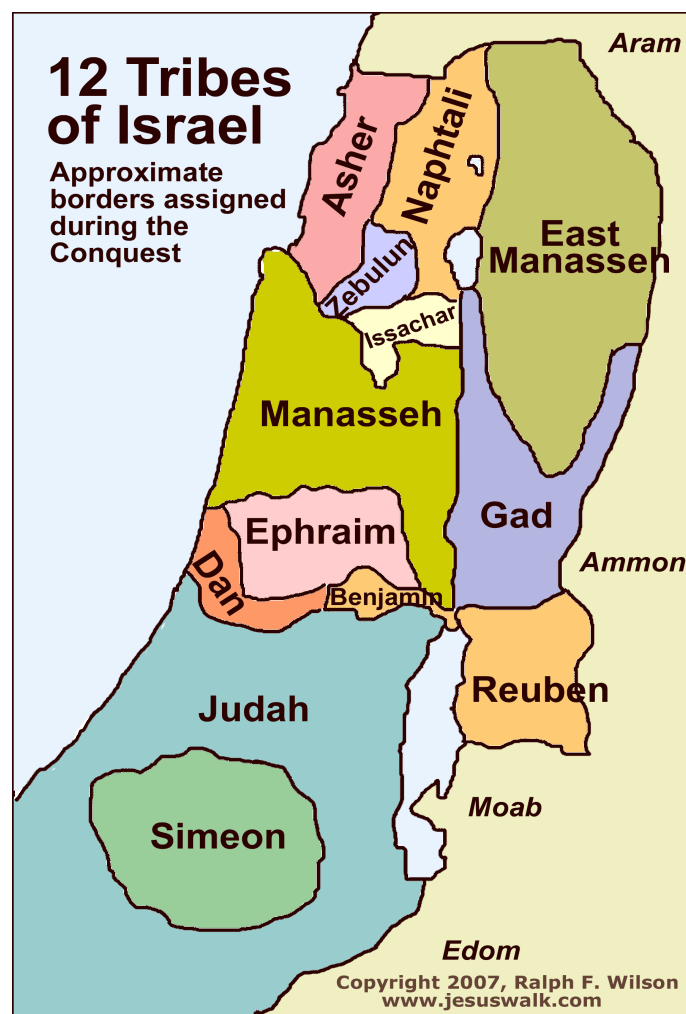 Aram
12 Tribes
of Israel
Approximate
borders assigned
during the
Conquest
Asher
Naphtali
East
Manasseh
Zebulun
Issachar
Manasseh
Gad
Ephraim
Ammon
Dan
Benjamin
Reuben
Judah
Moab
Simeon
Edom
Copyright 2007, Ralph F. Wilson
www.jesuswalk.com